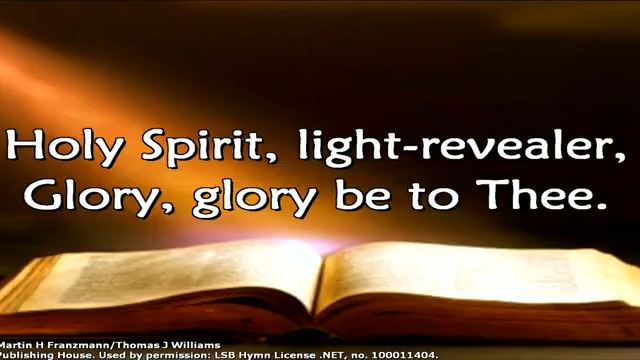 Holy Spirit, light-revealer,
Glory, glory be to Thee.
Martin H Franzmann/Thomas J Williams
Publishing House. Used by permission: LSB Hymn License .NET, no. 100011404.